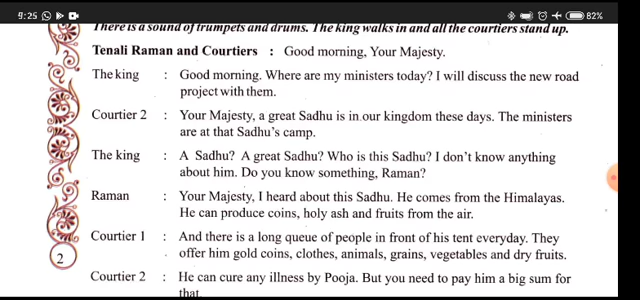 9:25 82%
There is a sound of trumpets and drums. The king walks in and all the courtiers stand up.
Tenali Raman and Courtiers : Good morning, Your Majesty.
The king : Good morning. Where are my ministers today? I will discuss the new road
project with them.
Courtier 2 : Your Majesty, a great Sadhu is in our kingdom these days. The ministers
are at that Sadhu's camp.
The king : A Sadhu? A great Sadhu? Who is this Sadhu? I don't know anything
about him. Do you know something, Raman?
Raman : Your Majesty, I heard about this Sadhu. He comes from the Himalayas.
He can produce coins, holy ash and fruits from the air.
Courtier 1 : And there is a long queue of people in front of his tent everyday. They
offer him gold coins, clothes, animals, grains, vegetables and dry fruits.
2
Courtier 2 : He can cure any illness by Pooja. But you need to pay him a big sum for
that.